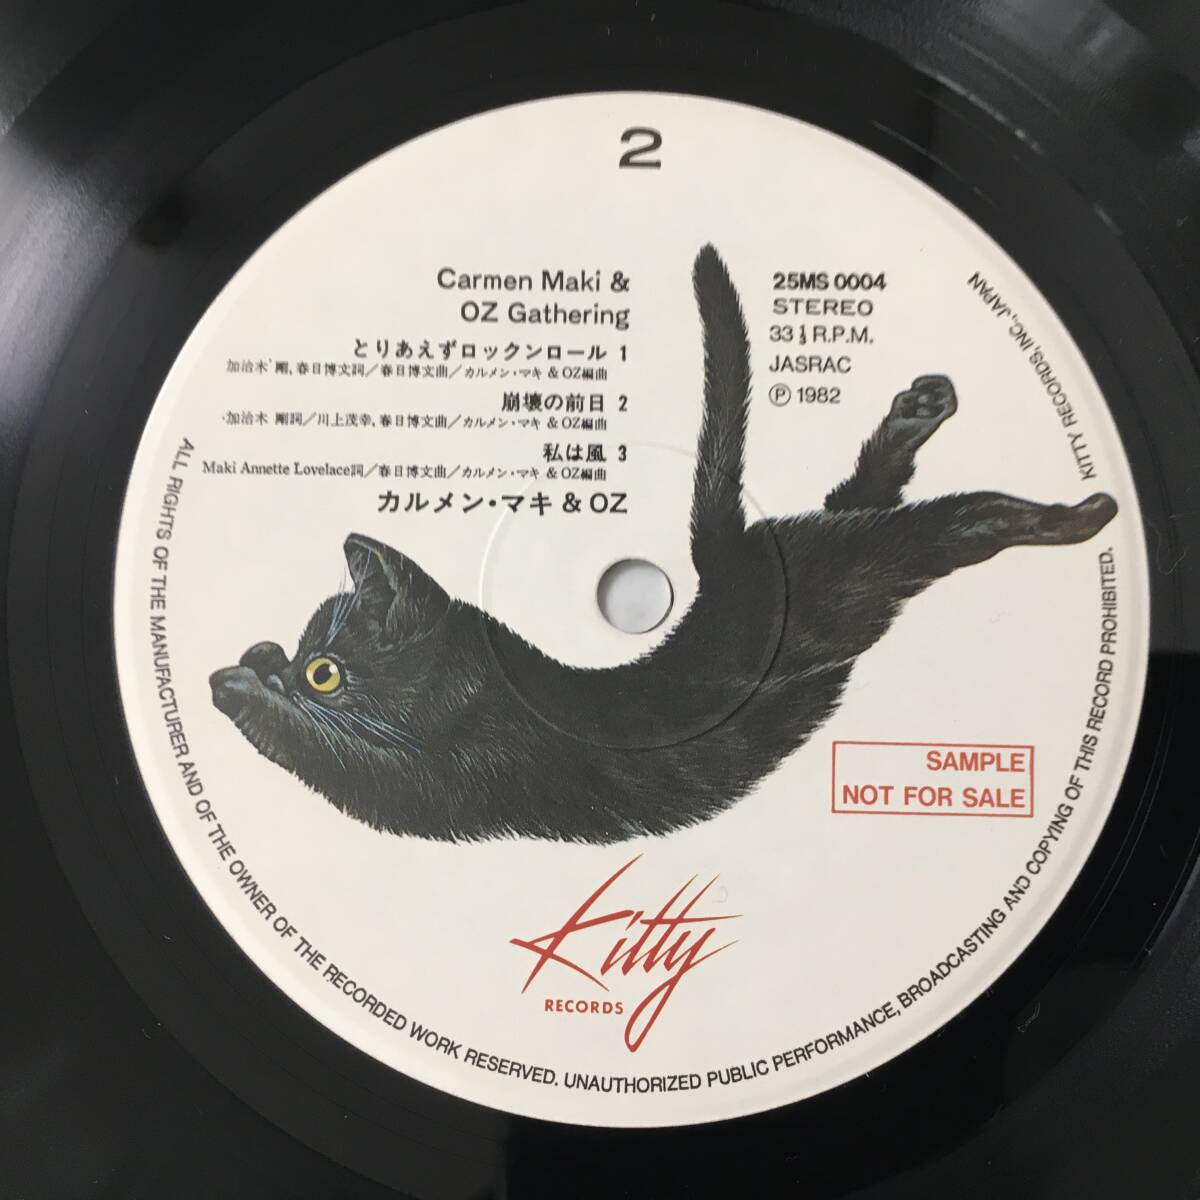 2
Carmen Maki &
OZ Gathering
とりあえずロックンロール 1
加治木 剛, 春日博文詞／春日博文曲／カルメン・マキ & OZ編曲
崩壊の前日 2
加治木 剛詞／川上茂幸, 春日博文曲／カルメン・マキ & OZ編曲
私は風 3
Maki Annette Lovelace詞／春日博文曲／カルメン・マキ & OZ編曲
カルメン・マキ & OZ
25MS 0004
STEREO
33 1/3 R.P.M.
JASRAC
Ⓟ 1982
SAMPLE
NOT FOR SALE
Kitty
RECORDS
ALL RIGHTS OF THE MANUFACTURER AND OF THE OWNER OF THE RECORDED WORK RESERVED. UNAUTHORIZED PUBLIC PERFORMANCE, BROADCASTING AND COPYING OF THIS RECORD PROHIBITED.
KITTY RECORDS, INC., JAPAN